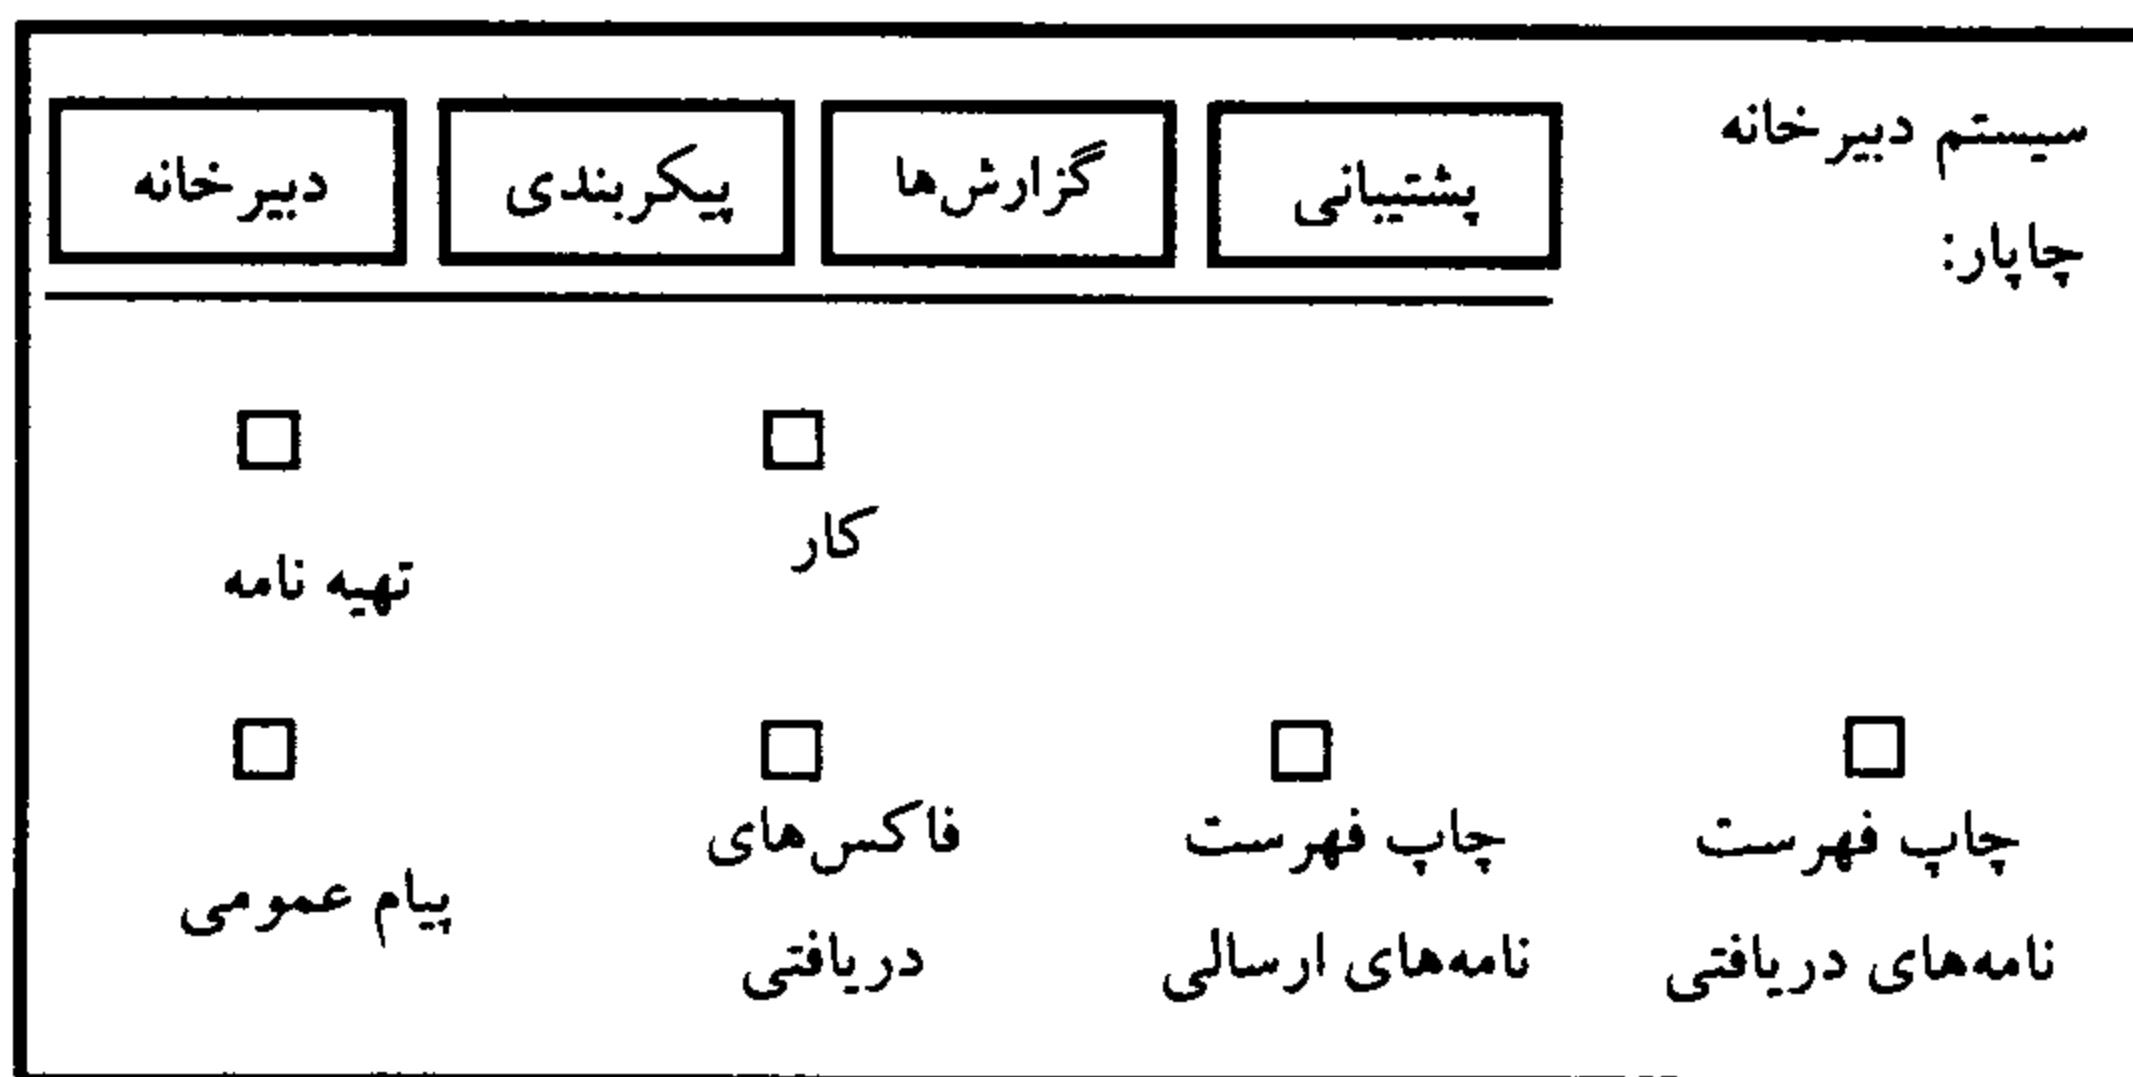 سیستم دبیرخانه
چاپار:
پشتیبانی
گزارش‌ها
پیکربندی
دبیرخانه
کار
تهیه نامه
چاپ فهرست
نامه‌های دریافتی
چاپ فهرست
نامه‌های ارسالی
فاکس‌های
دریافتی
پیام عمومی